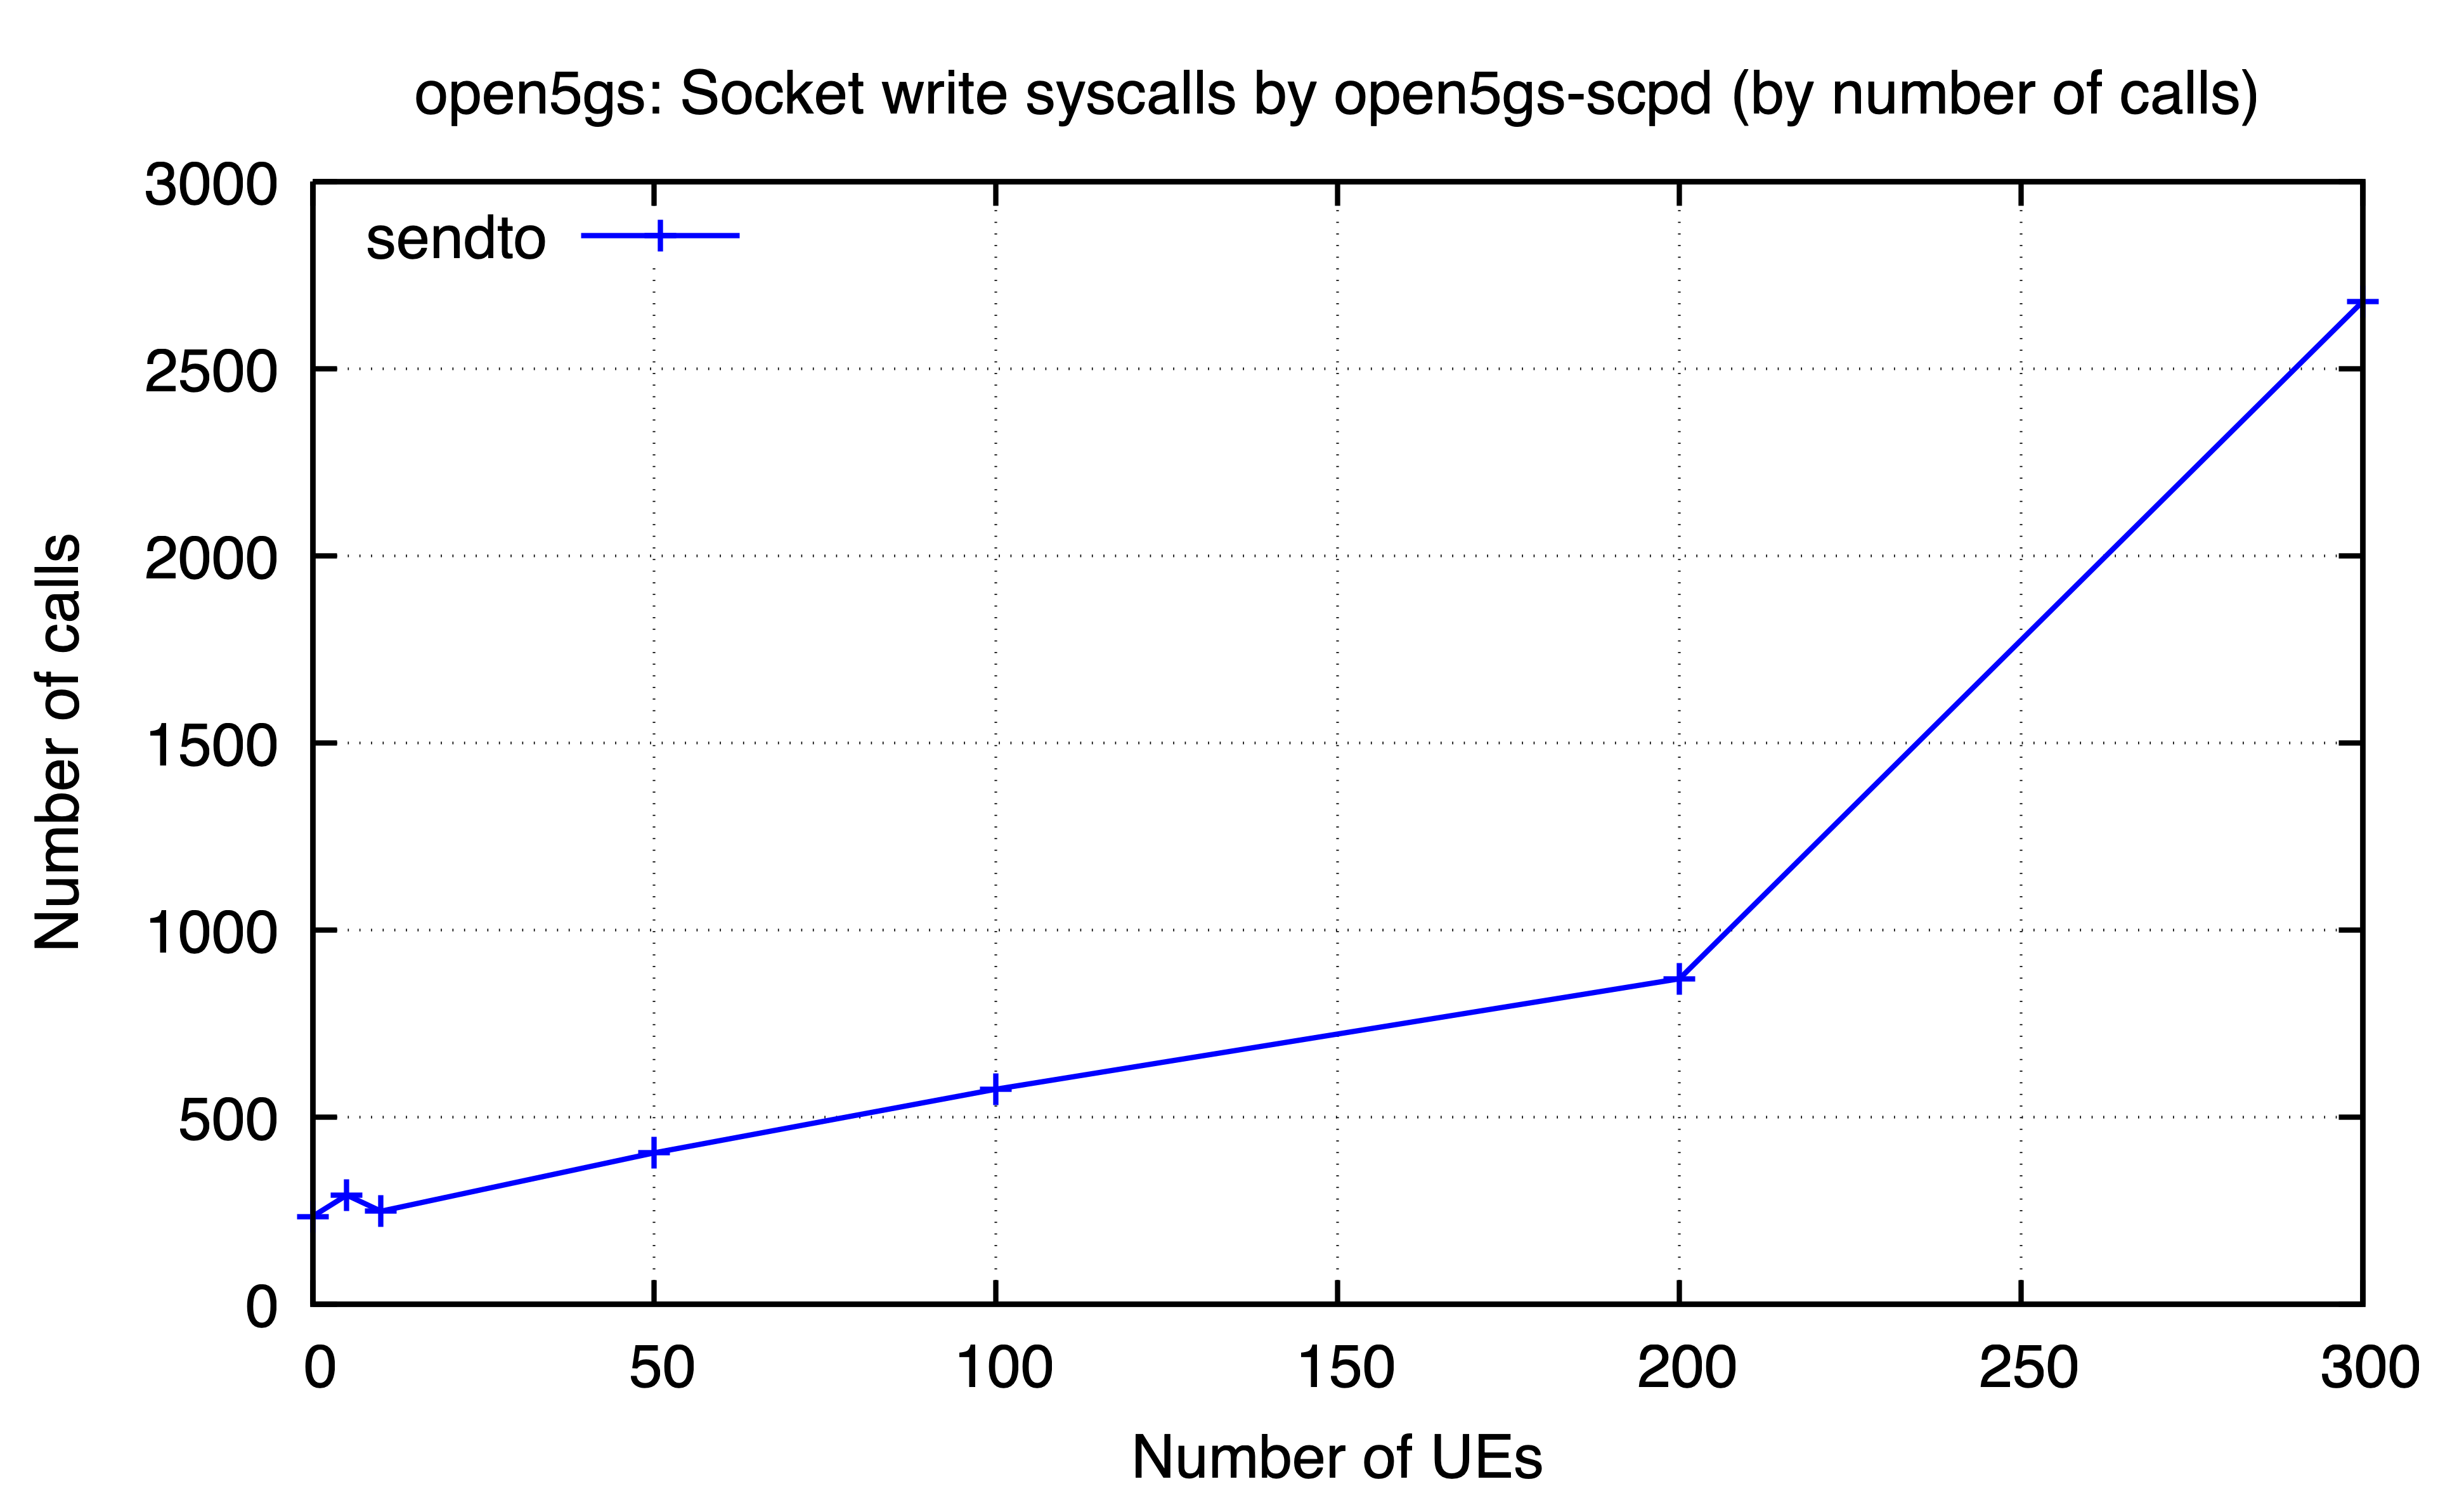 open5gs: Socket write syscalls by open5gs-scpd (by number of calls)
3000
sendto
2500
2000
1500
1000
500
0
Number of calls
0 50 100 150 200 250 300
Number of UEs